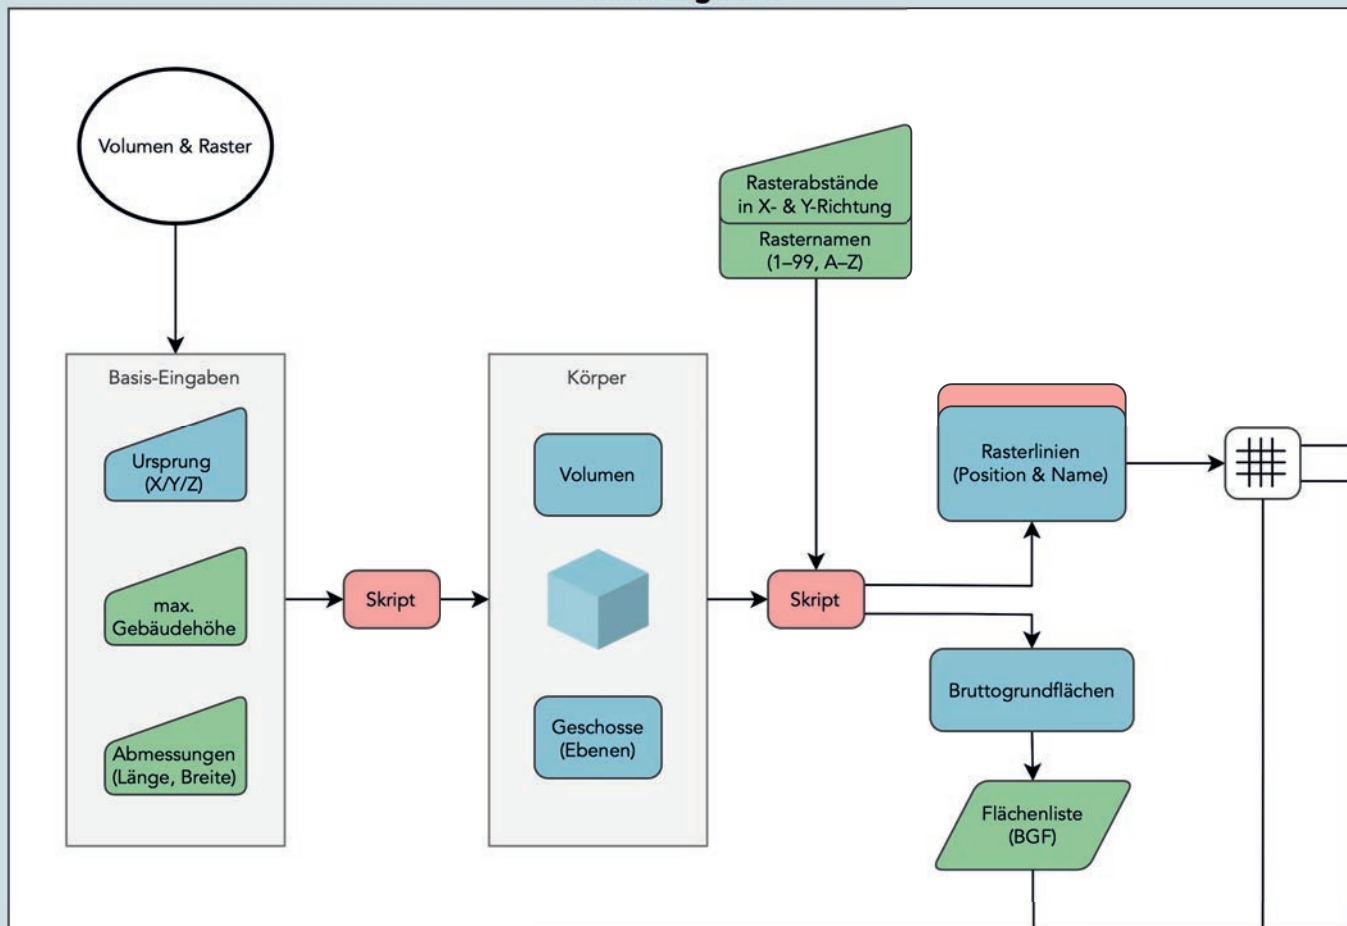 Volumen & Raster
Rasterabstände
in X- & Y-Richtung
Rasternamen
(1–99, A–Z)
Basis-Eingaben
Ursprung
(X/Y/Z)
max.
Gebäudehöhe
Abmessungen
(Länge, Breite)
Skript
Körper
Volumen
Geschosse
(Ebenen)
Skript
Rasterlinien
(Position & Name)
Bruttogrundflächen
Flächenliste
(BGF)